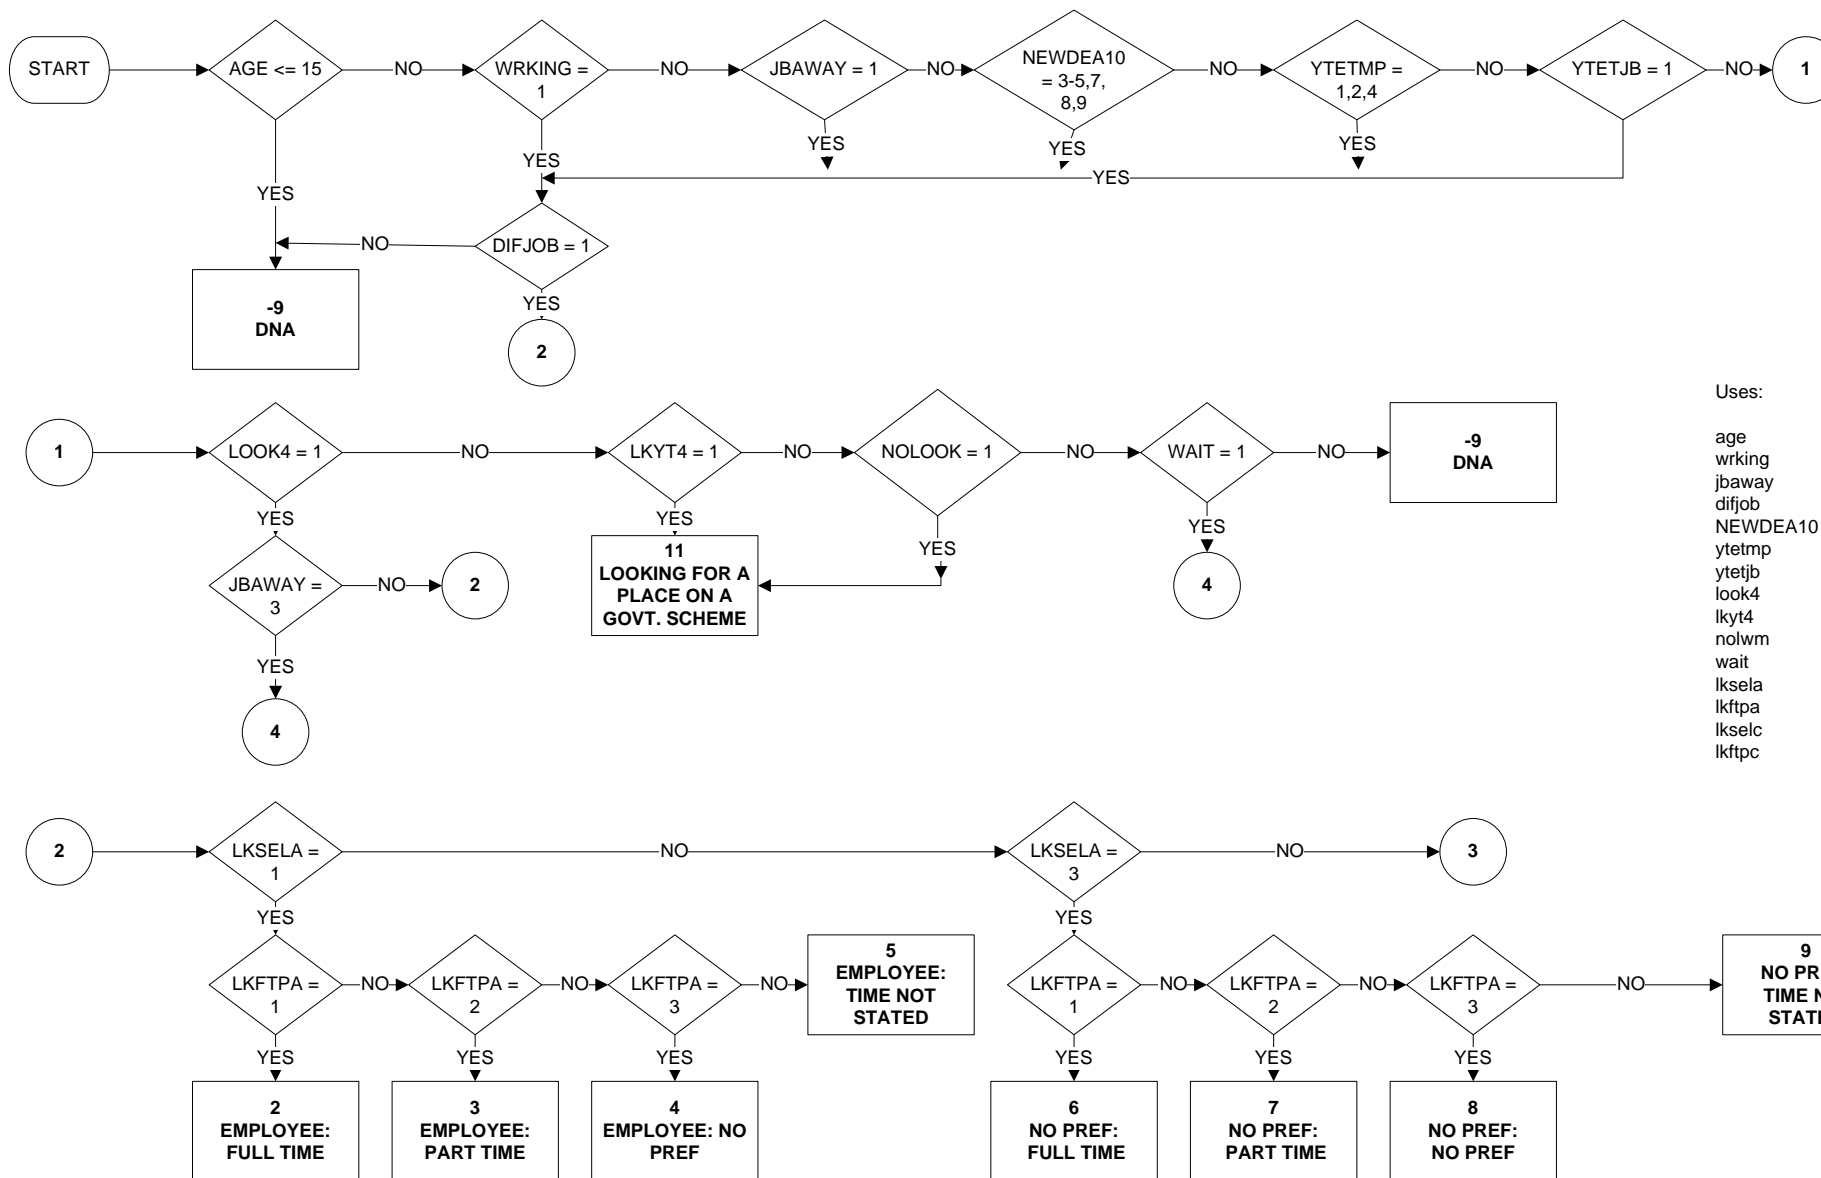 START
AGE <= 15
NO
WRKING =
1
NO
JBAWAY = 1
NO
NEWDEA10
= 3-5,7,
8,9
NO
YTETMP =
1,2,4
NO
YTETJB = 1
NO
1
YES
YES
YES
YES
YES
YES
DIFJOB = 1
NO
YES
-9
DNA
2
1
LOOK4 = 1
NO
LKYT4 = 1
NO
NOLOOK = 1
NO
WAIT = 1
NO
-9
DNA
YES
YES
YES
YES
JBAWAY =
3
NO
2
11
LOOKING FOR A
PLACE ON A
GOVT. SCHEME
4
YES
4
Uses:
age
wrking
jbaway
difjob
NEWDEA10
ytetmp
ytetjb
look4
lkyt4
nolwm
wait
lksela
lkftpa
lkselc
lkftpc
2
LKSELA =
1
NO
LKSELA =
3
NO
3
YES
YES
LKFTPA =
1
NO
LKFTPA =
2
NO
LKFTPA =
3
NO
5
EMPLOYEE:
TIME NOT
STATED
LKFTPA =
1
NO
LKFTPA =
2
NO
LKFTPA =
3
NO
9
NO
TIME
YES
YES
YES
YES
YES
YES
2
EMPLOYEE:
FULL TIME
3
EMPLOYEE:
PART TIME
4
EMPLOYEE: NO
PREF
6
NO PREF:
FULL TIME
7
NO PREF:
PART TIME
8
NO PREF:
NO PREF